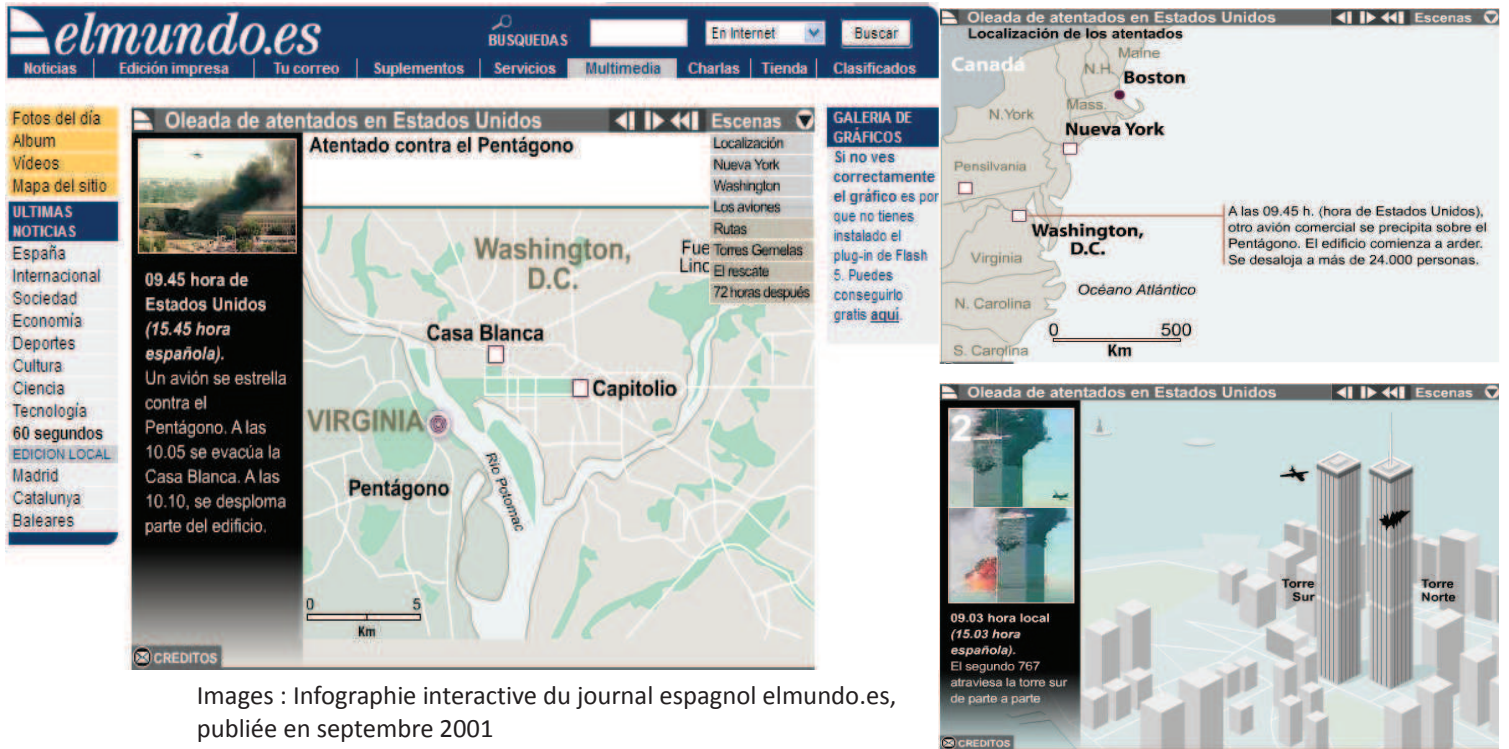 elmundo.es
BUSQUEDAS
En Internet
Buscar
Noticias
Edición impresa
Tu correo
Suplementos
Servicios
Multimedia
Charlas
Tienda
Clasificados
Fotos del día
Album
Vídeos
Mapa del sitio
ULTIMAS
NOTICIAS
España
Internacional
Sociedad
Economía
Deportes
Cultura
Ciencia
Tecnología
60 segundos
EDICION LOCAL
Madrid
Catalunya
Baleares
Oleada de atentados en Estados Unidos
Escenas
Atentado contra el Pentágono
Localización
Nueva York
Washington
Los aviones
Rutas
Torres Gemelas
El rescate
72 horas después
09.45 hora de
Estados Unidos
(15.45 hora
española).
Un avión se estrella
contra el
Pentágono. A las
10.05 se evacúa la
Casa Blanca. A las
10.10, se desploma
parte del edificio.
Washington,
D.C.
Fue
Linc
Casa Blanca
Capitolio
VIRGINIA
Pentágono
Río Potomac
0 5
Km
CREDITOS
GALERIA DE
GRÁFICOS
Si no ves
correctamente
el gráfico es por
que no tienes
instalado el
plug-in de Flash
5. Puedes
conseguirlo
gratis aquí.
Oleada de atentados en Estados Unidos
Escenas
Localización de los atentados
Canadá
Maine
N.H.
Boston
Mass.
N.York
Nueva York
Pensilvania
Washington,
D.C.
Virginia
A las 09.45 h. (hora de Estados Unidos),
otro avión comercial se precipita sobre el
Pentágono. El edificio comienza a arder.
Se desaloja a más de 24.000 personas.
Océano Atlántico
N. Carolina
S. Carolina
0 500
Km
Oleada de atentados en Estados Unidos
Escenas
2
Torre
Sur
Torre
Norte
09.03 hora local
(15.03 hora
española).
El segundo 767
atraviesa la torre sur
de parte a parte
CREDITOS
Images : Infographie interactive du journal espagnol elmundo.es,
publiée en septembre 2001